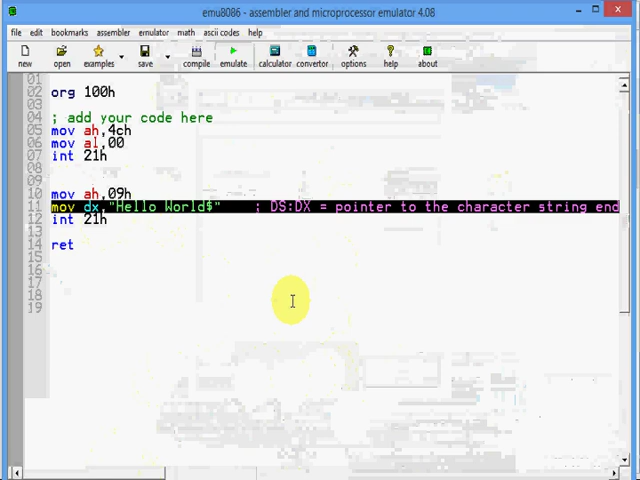 emu8086 - assembler and microprocessor emulator 4.08
file edit bookmarks assembler emulator math ascii codes help
new open examples save compile emulate calculator convertor options help about
01
02 org 100h
03
04 ; add your code here
05 mov ah,4ch
06 mov al,00
07 int 21h
08
09
10 mov ah,09h
11 mov dx,"Hello World$" ; DS:DX = pointer to the character string end
12 int 21h
13
14 ret
15
16
17
18
19